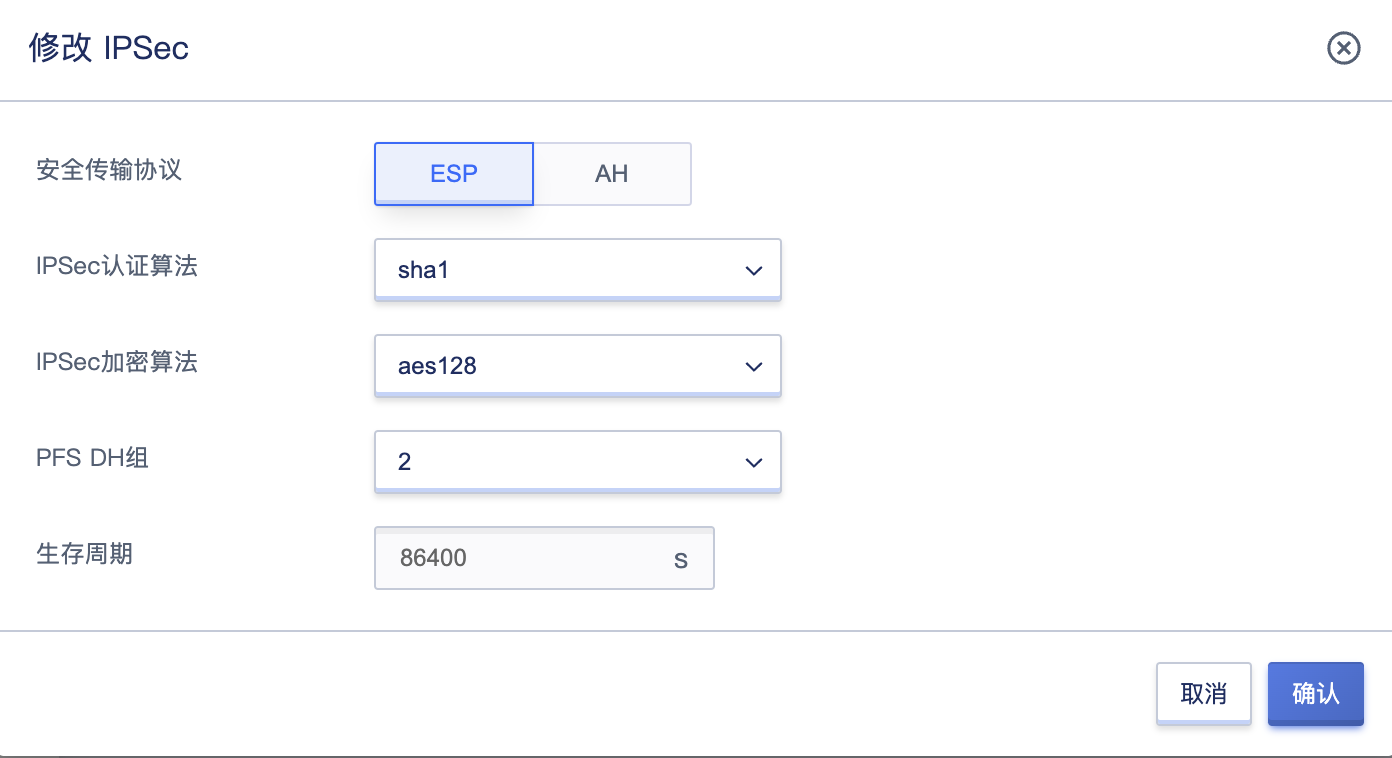 修改 IPSec
安全传输协议 ESP AH
IPSec认证算法 sha1
IPSec加密算法 aes128
PFS DH组 2
生存周期 86400 s
取消 确认